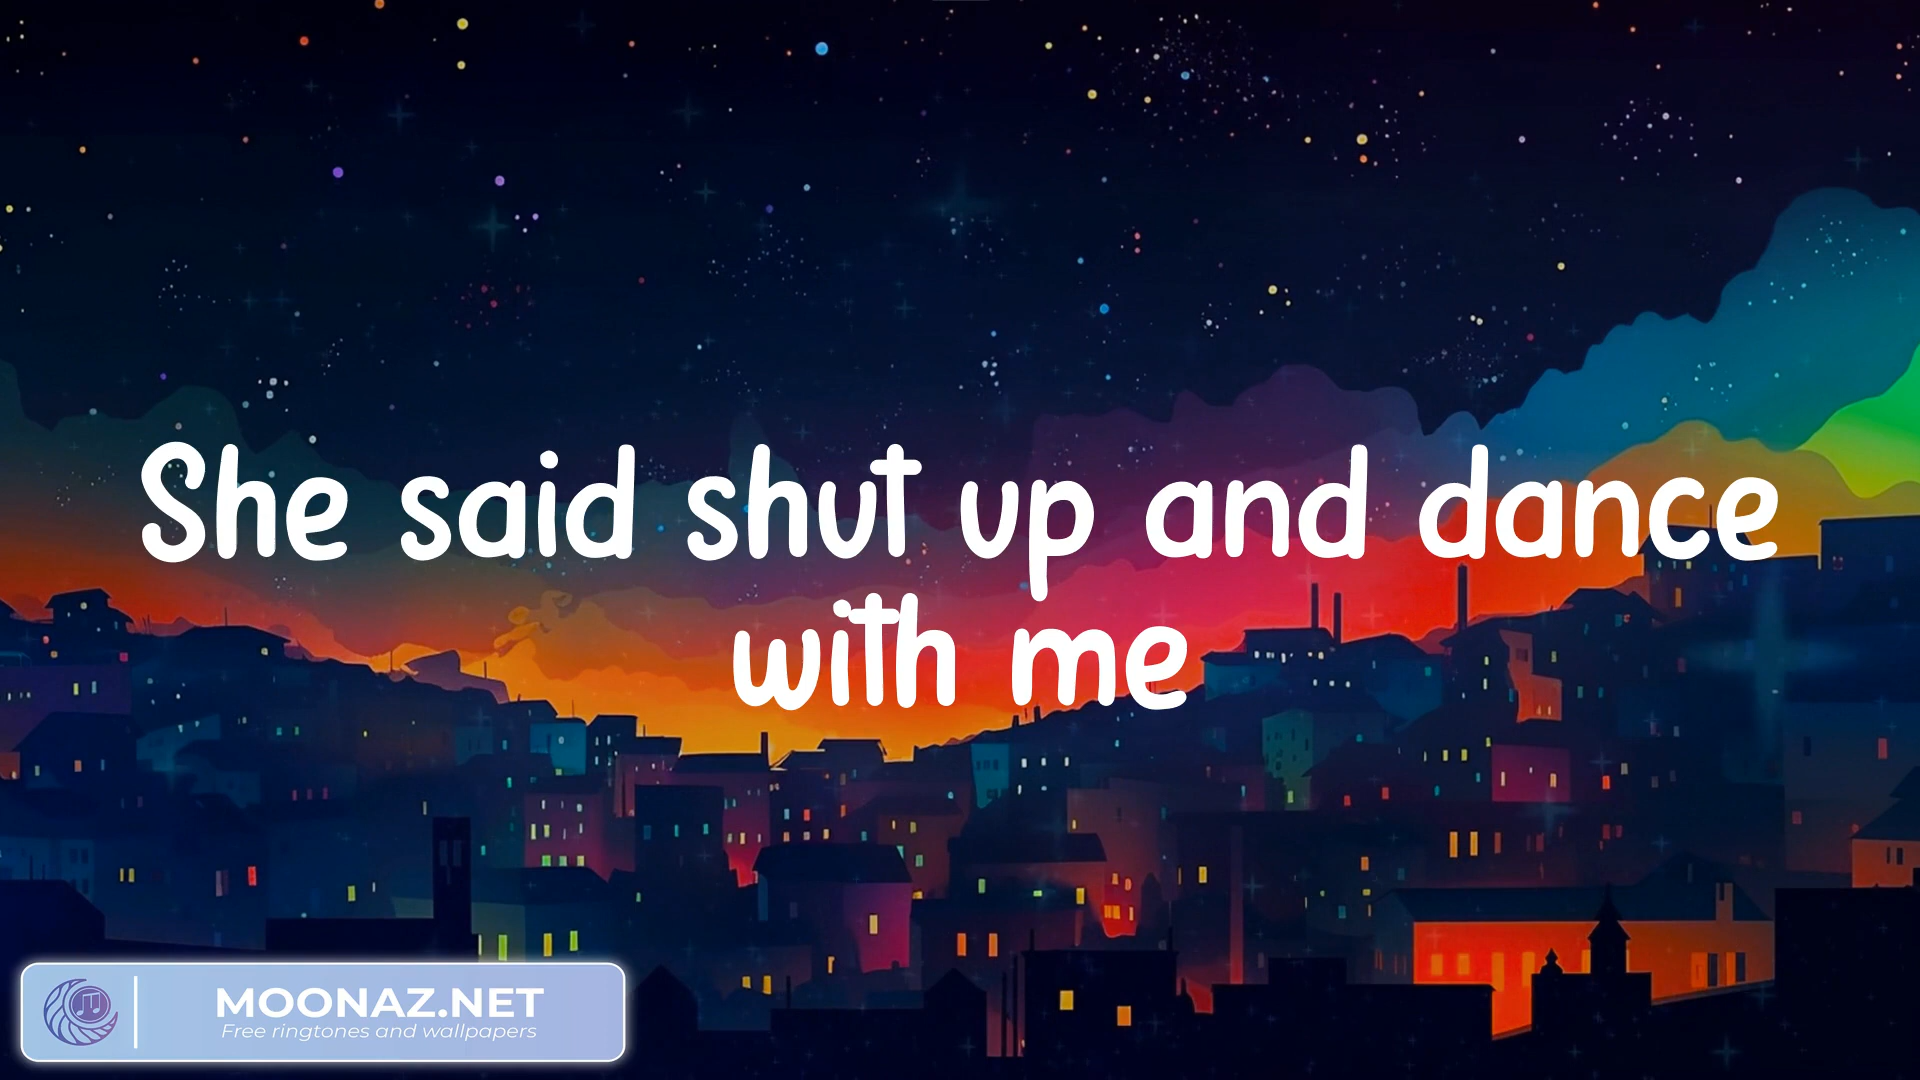 She said shut up and dance
with me
MOONAZ.NET
Free ringtones and wallpapers